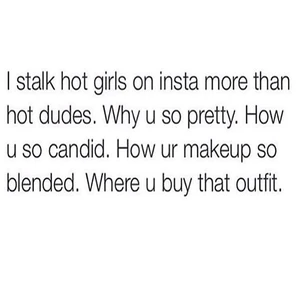 I stalk hot girls on insta more than
hot dudes. Why u so pretty. How
u so candid. How ur makeup so
blended. Where u buy that outfit.